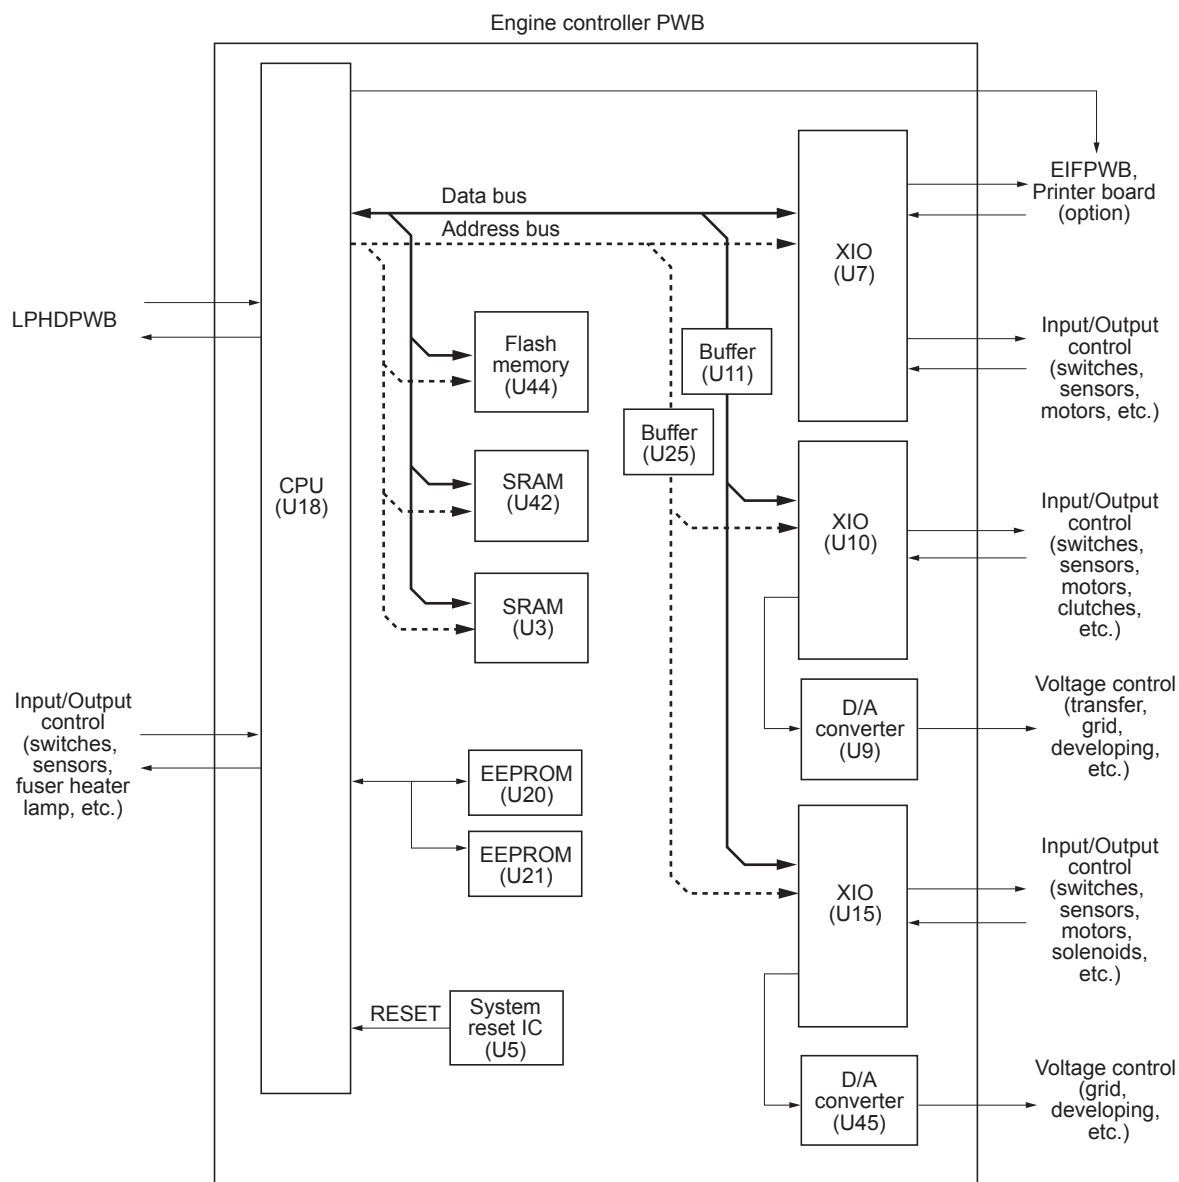 Engine controller PWB
Data bus
Address bus
EIFPWB,
Printer board
(option)
XIO
(U7)
LPHDPWB
Flash
memory
(U44)
Buffer
(U11)
Input/Output
control
(switches,
sensors,
motors, etc.)
Buffer
(U25)
CPU
(U18)
SRAM
(U42)
XIO
(U10)
Input/Output
control
(switches,
sensors,
motors,
clutches,
etc.)
SRAM
(U3)
Input/Output
control
(switches,
sensors,
fuser heater
lamp, etc.)
D/A
converter
(U9)
Voltage control
(transfer,
grid,
developing,
etc.)
EEPROM
(U20)
EEPROM
(U21)
XIO
(U15)
Input/Output
control
(switches,
sensors,
motors,
solenoids,
etc.)
RESET
System
reset IC
(U5)
D/A
converter
(U45)
Voltage control
(grid,
developing,
etc.)